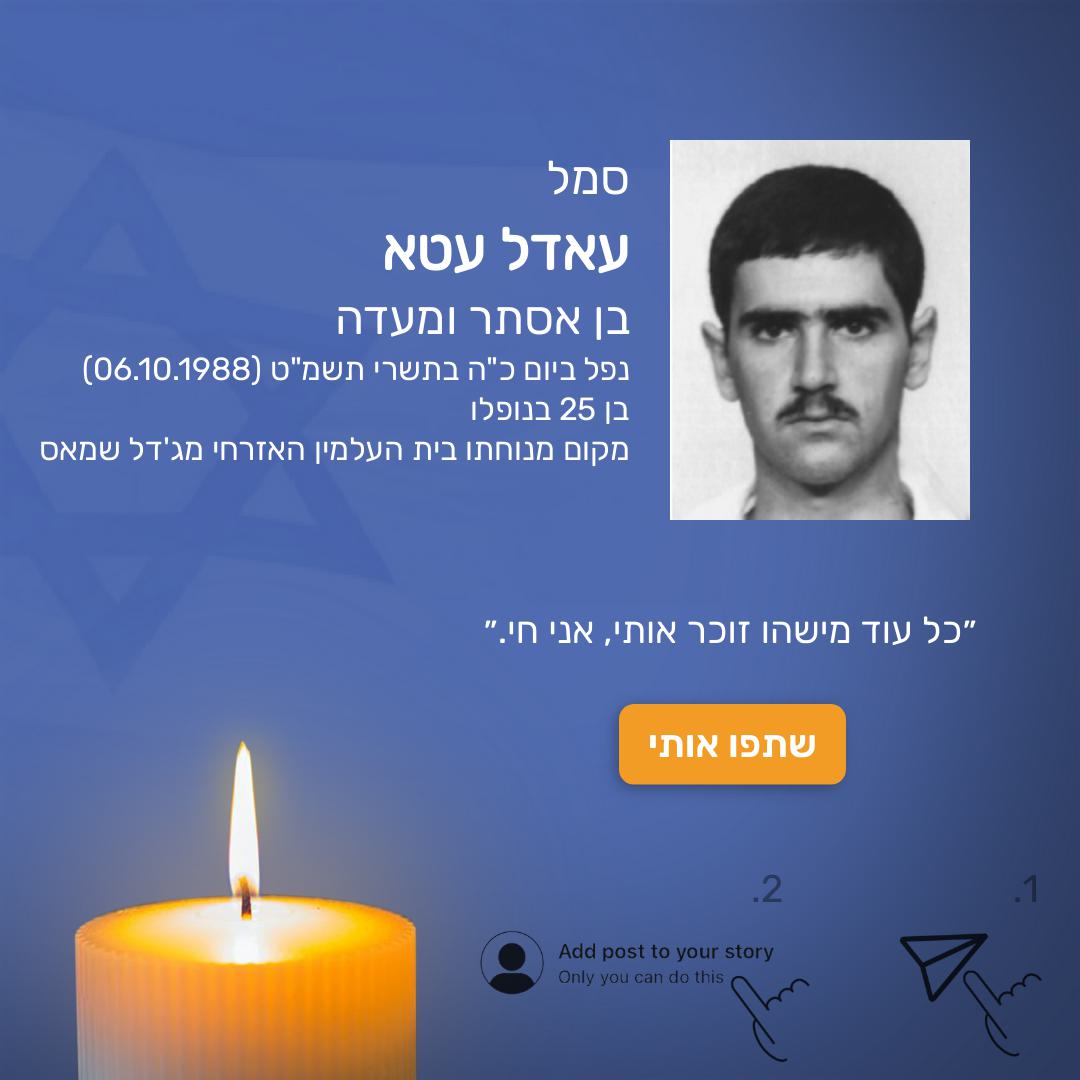 סמל
עאדל עטא
בן אסתר ומעדה
נפל ביום כ"ה בתשרי תשמ"ט (06.10.1988)
בן 25 בנופלו
מקום מנוחתו בית העלמין האזרחי מג'דל שמאס
״כל עוד מישהו זוכר אותי, אני חי.״
שתפו אותי
1.
2.
Add post to your story
Only you can do this